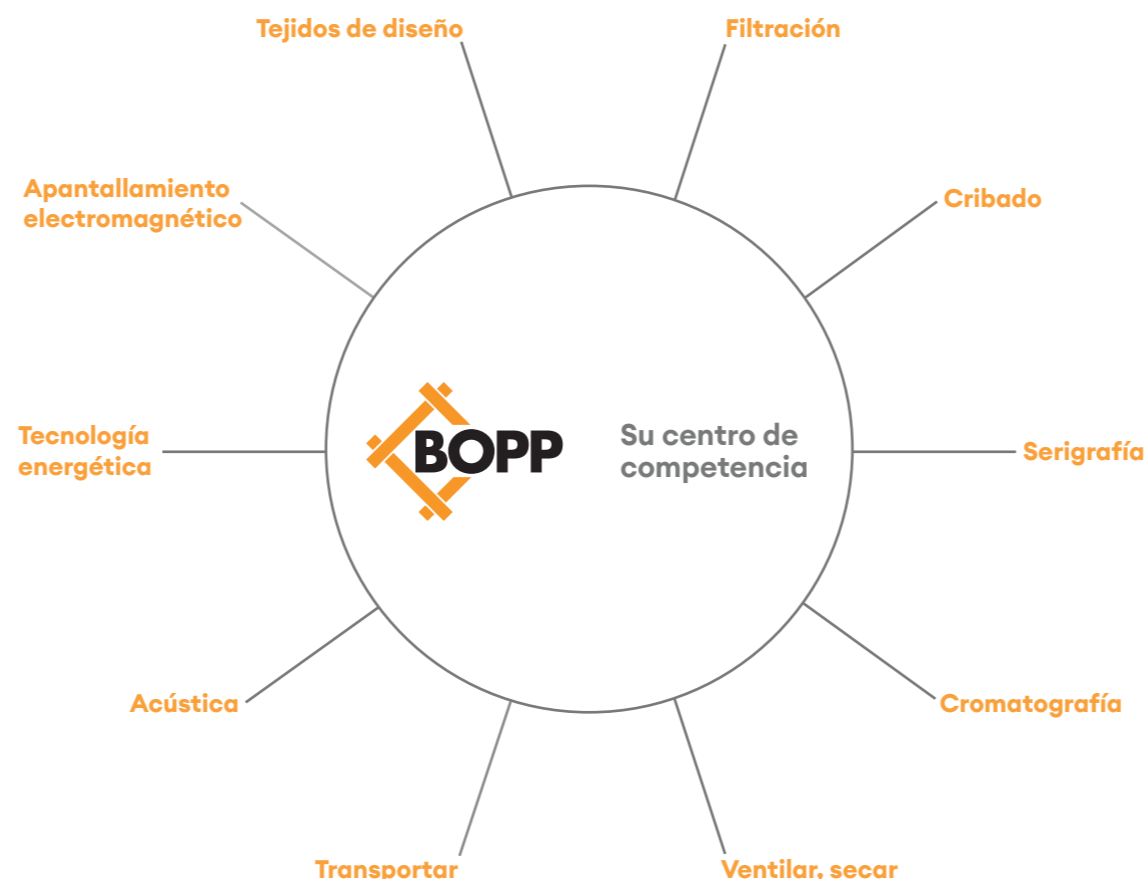 Tejidos de diseño
Filtración
Apantallamiento
electromagnético
Cribado
Tecnología
energética
BOPP
Su centro de
competencia
Serigrafía
Acústica
Cromatografía
Transportar
Ventilar, secar